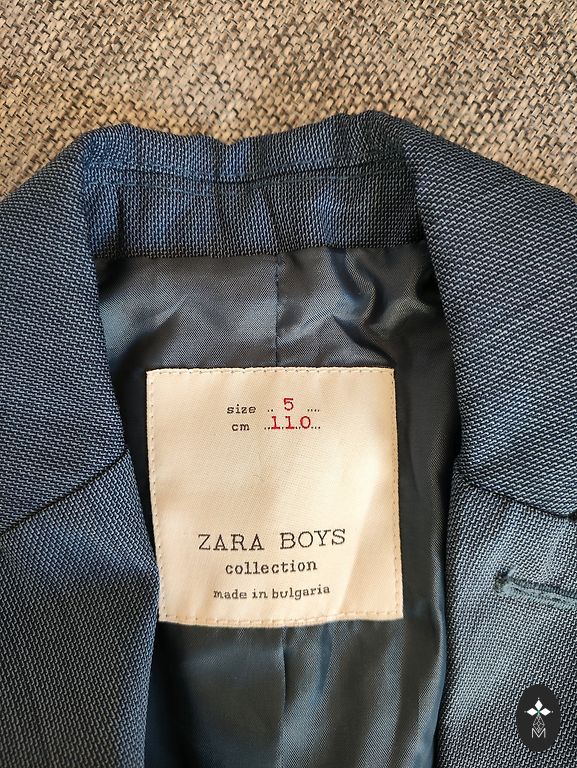 size .. 5 ....
cm ...110...
ZARA BOYS
collection
made in bulgaria